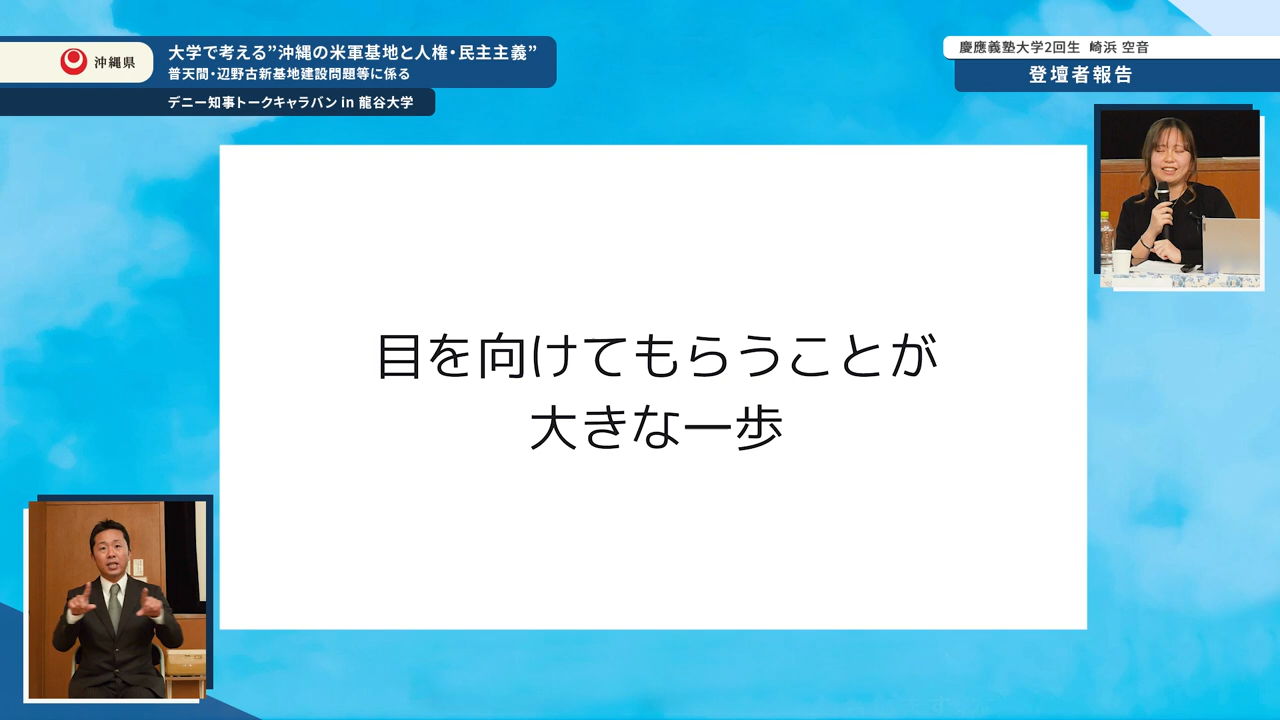 沖縄県
大学で考える”沖縄の米軍基地と人権・民主主義”
普天間・辺野古新基地建設問題等に係る
デニー知事トークキャラバン in 龍谷大学
慶應義塾大学2回生 崎浜 空音
登壇者報告
目を向けてもらうことが
大きな一歩